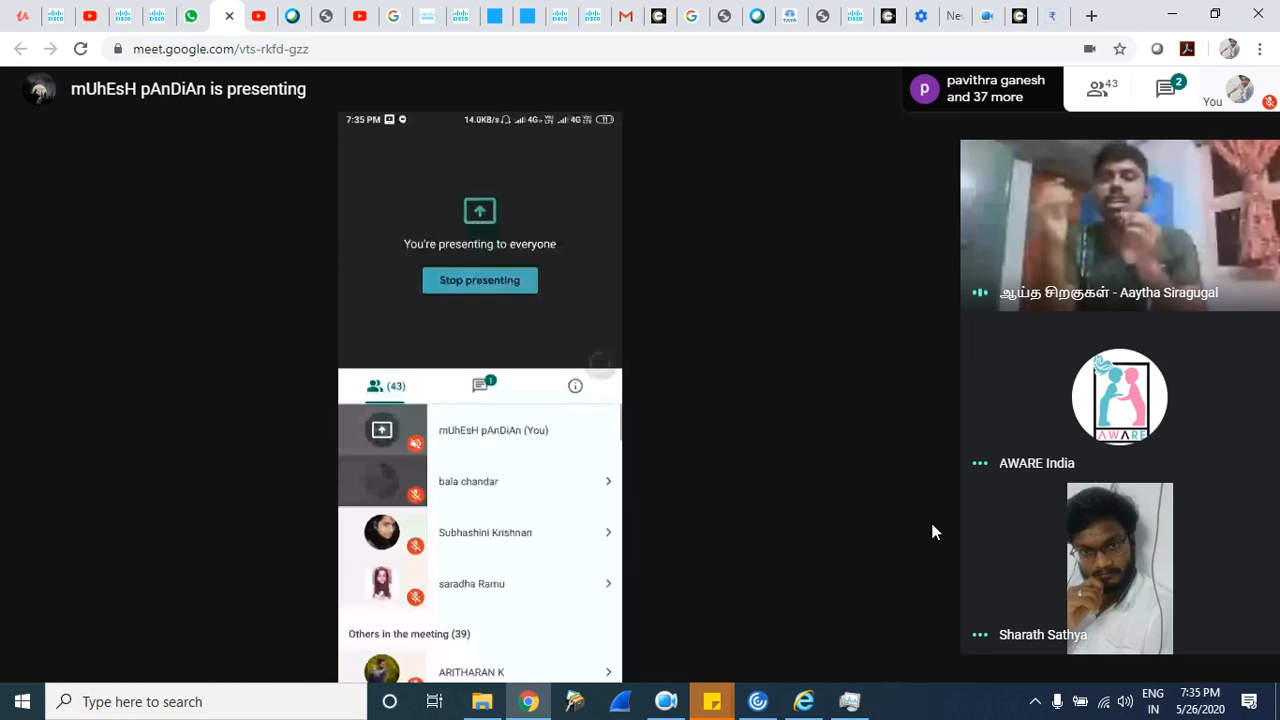 Ne
meet.google.com/vts-rkfd-gzz
mUhEsH pAnDiAn is presenting
pavithra ganesh
and 37 more
43
2
You
7:35 PM
14.0KB/s
4G+
4G
11
You're presenting to everyone
Stop presenting
(43)
1
mUhEsH pAnDiAn (You)
bala chandar
Subhashini Krishnan
saradha Ramu
Others in the meeting (39)
ARITHARAN K
ஆய்த சிறகுகள் - Aaytha Siragugal
AWARE
AWARE India
Sharath Sathya
Type here to search
ENG
IN
7:35 PM
5/26/2020